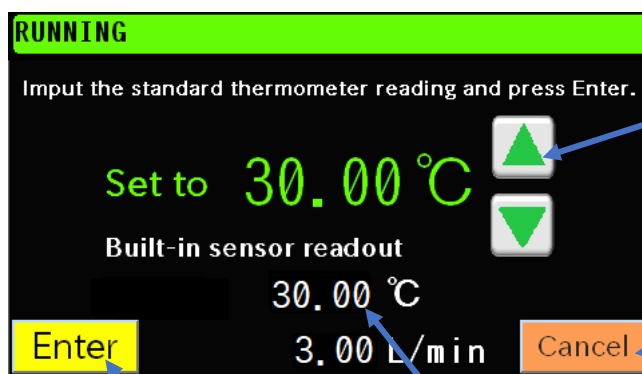 RUNNING
Imput the standard thermometer reading and press Enter.
Set to 30.00 ℃
Built-in sensor readout
30.00 ℃
3.00 L/min
Enter
Cancel